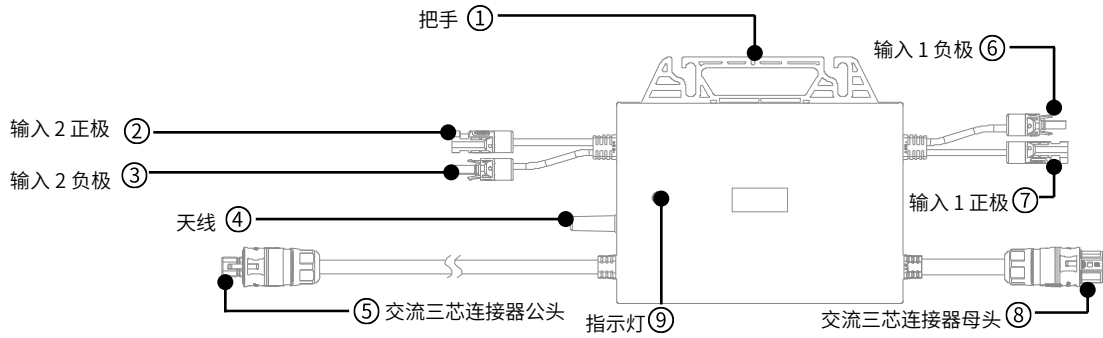 把手 ①
输入 1 负极 ⑥
输入 2 正极 ②
输入 2 负极 ③
输入 1 正极 ⑦
天线 ④
⑤ 交流三芯连接器公头
指示灯 ⑨
交流三芯连接器母头 ⑧